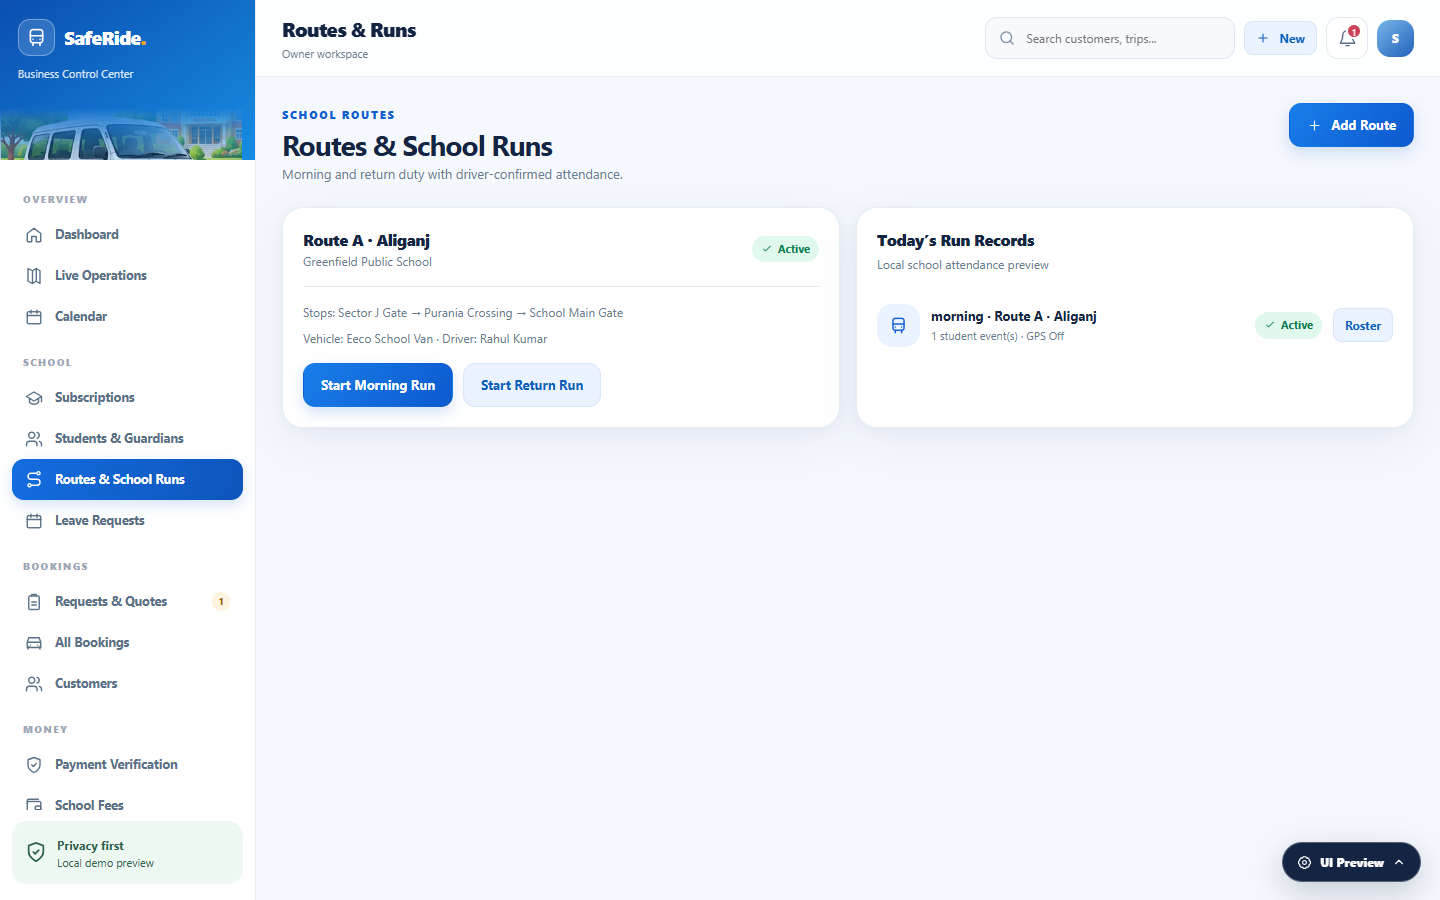 SafeRide.
Business Control Center
OVERVIEW
Dashboard
Live Operations
Calendar
SCHOOL
Subscriptions
Students & Guardians
Routes & School Runs
Leave Requests
BOOKINGS
Requests & Quotes 1
All Bookings
Customers
MONEY
Payment Verification
School Fees
Privacy first
Local demo preview
Routes & Runs
Owner workspace
Search customers, trips...
+ New
1
S
SCHOOL ROUTES
Routes & School Runs
Morning and return duty with driver-confirmed attendance.
+ Add Route
Route A · Aliganj
Greenfield Public School
✓ Active
Stops: Sector J Gate → Purania Crossing → School Main Gate
Vehicle: Eeco School Van · Driver: Rahul Kumar
Start Morning Run
Start Return Run
Today's Run Records
Local school attendance preview
morning · Route A · Aliganj
1 student event(s) · GPS Off
✓ Active
Roster
UI Preview